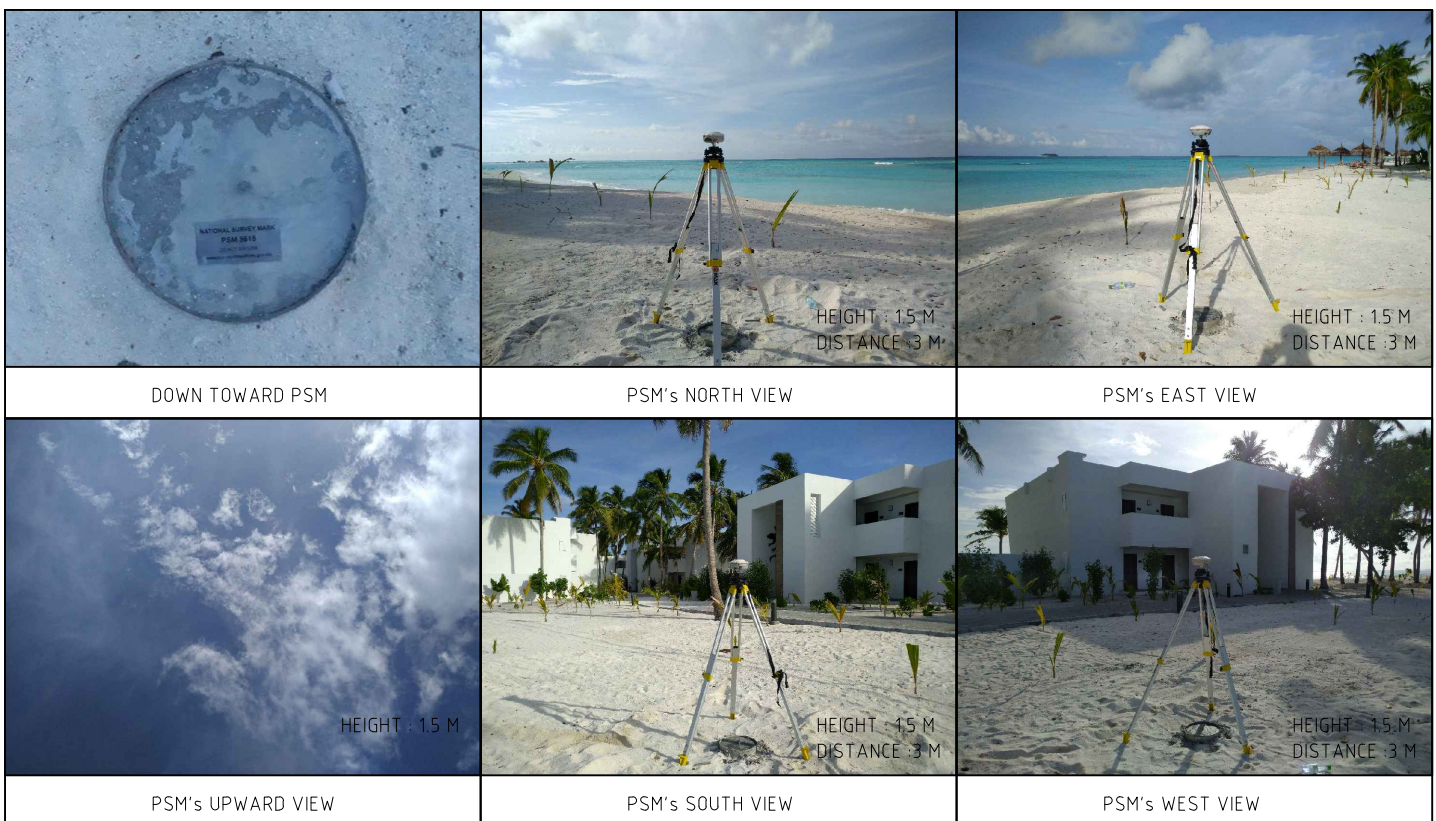 NATIONAL SURVEY MARK
PSM 5615
HEIGHT : 1.5 M
DISTANCE :3 M
HEIGHT : 1.5 M
DISTANCE :3 M
DOWN TOWARD PSM
PSM's NORTH VIEW
PSM's EAST VIEW
HEIGHT : 1.5 M
HEIGHT : 1.5 M
DISTANCE :3 M
HEIGHT : 1.5 M
DISTANCE :3 M
PSM's UPWARD VIEW
PSM's SOUTH VIEW
PSM's WEST VIEW